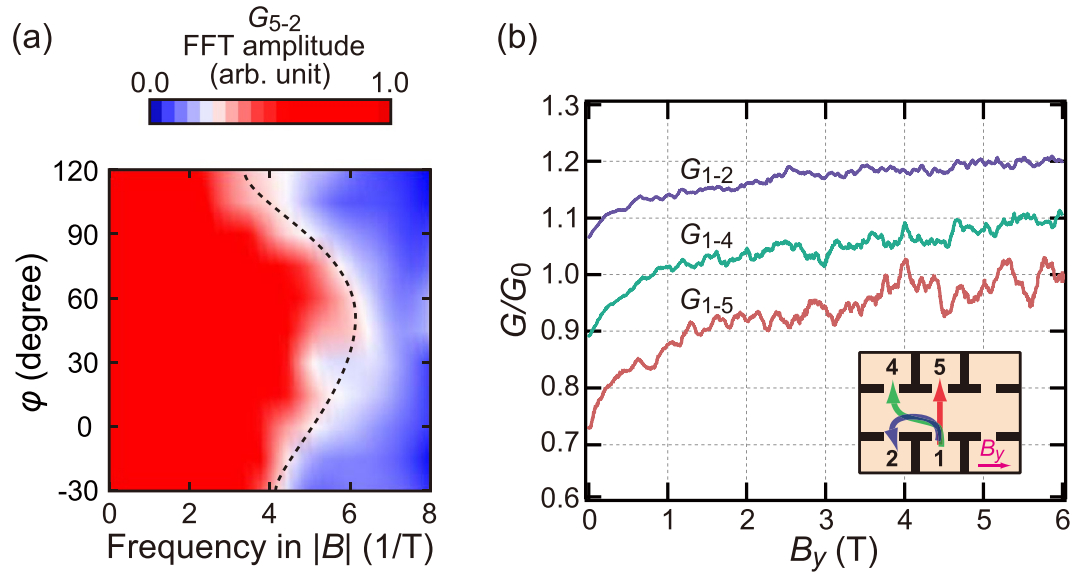 (a)
G5-2
FFT amplitude
(arb. unit)
0.0 1.0
120
90
60
30
0
-30
φ (degree)
0 2 4 6 8
Frequency in |B| (1/T)
(b)
1.3
1.2
1.1
1.0
0.9
0.8
0.7
0.6
G/G0
G1-2
G1-4
G1-5
4 5
2 1 By
0 1 2 3 4 5 6
By (T)